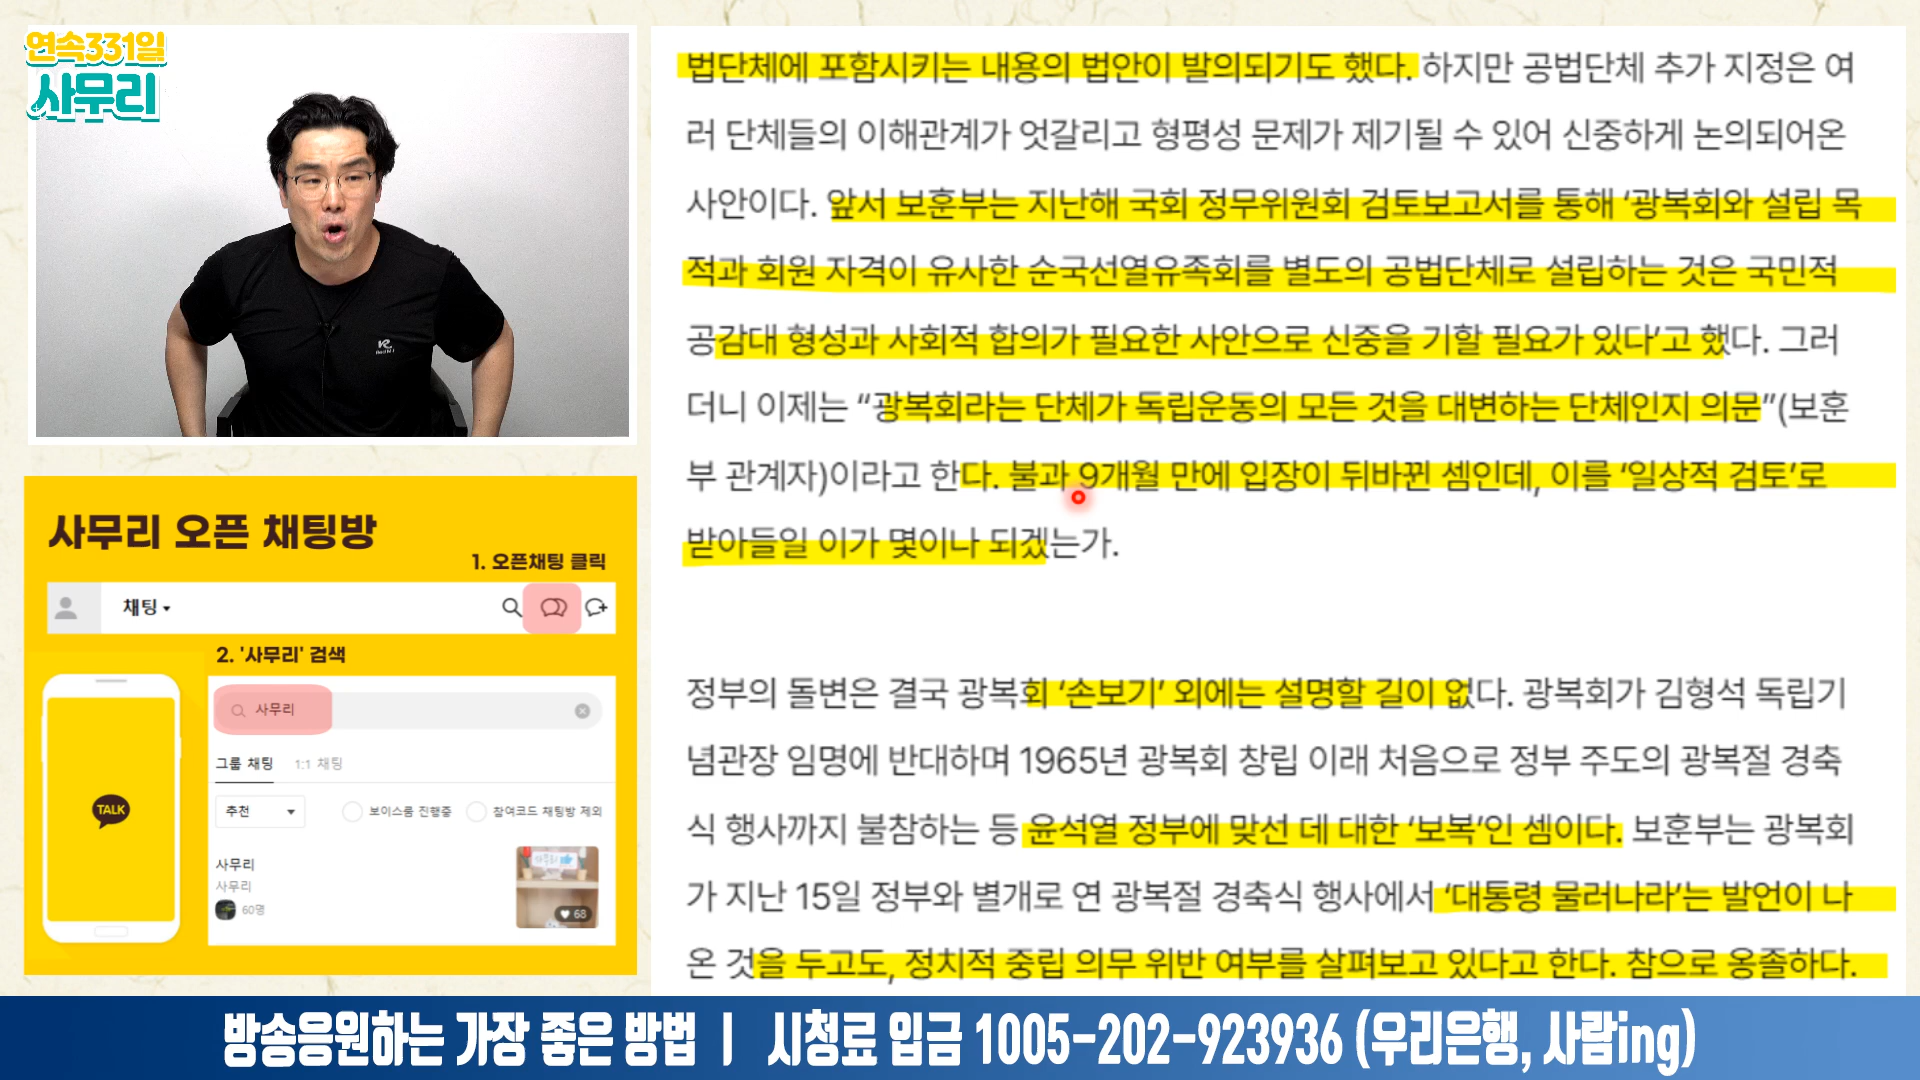 연속331일
사무리
법단체에 포함시키는 내용의 법안이 발의되기도 했다. 하지만 공법단체 추가 지정은 여
러 단체들의 이해관계가 엇갈리고 형평성 문제가 제기될 수 있어 신중하게 논의되어온
사안이다. 앞서 보훈부는 지난해 국회 정무위원회 검토보고서를 통해 ‘광복회와 설립 목
적과 회원 자격이 유사한 순국선열유족회를 별도의 공법단체로 설립하는 것은 국민적
공감대 형성과 사회적 합의가 필요한 사안으로 신중을 기할 필요가 있다’고 했다. 그러
더니 이제는 “광복회라는 단체가 독립운동의 모든 것을 대변하는 단체인지 의문”(보훈
부 관계자)이라고 한다. 불과 9개월 만에 입장이 뒤바뀐 셈인데, 이를 ‘일상적 검토’로
받아들일 이가 몇이나 되겠는가.
정부의 돌변은 결국 광복회 ‘손보기’ 외에는 설명할 길이 없다. 광복회가 김형석 독립기
념관장 임명에 반대하며 1965년 광복회 창립 이래 처음으로 정부 주도의 광복절 경축
식 행사까지 불참하는 등 윤석열 정부에 맞선 데 대한 ‘보복’인 셈이다. 보훈부는 광복회
가 지난 15일 정부와 별개로 연 광복절 경축식 행사에서 ‘대통령 물러나라’는 발언이 나
온 것을 두고도, 정치적 중립 의무 위반 여부를 살펴보고 있다고 한다. 참으로 옹졸하다.
사무리 오픈 채팅방
1. 오픈채팅 클릭
채팅
2. '사무리' 검색
사무리
그룹 채팅 1:1 채팅
추천 보이스룸 진행중 참여코드 채팅방 제외
TALK
사무리
사무리
60명
68
방송응원하는 가장 좋은 방법 | 시청료 입금 1005-202-923936 (우리은행, 사람ing)